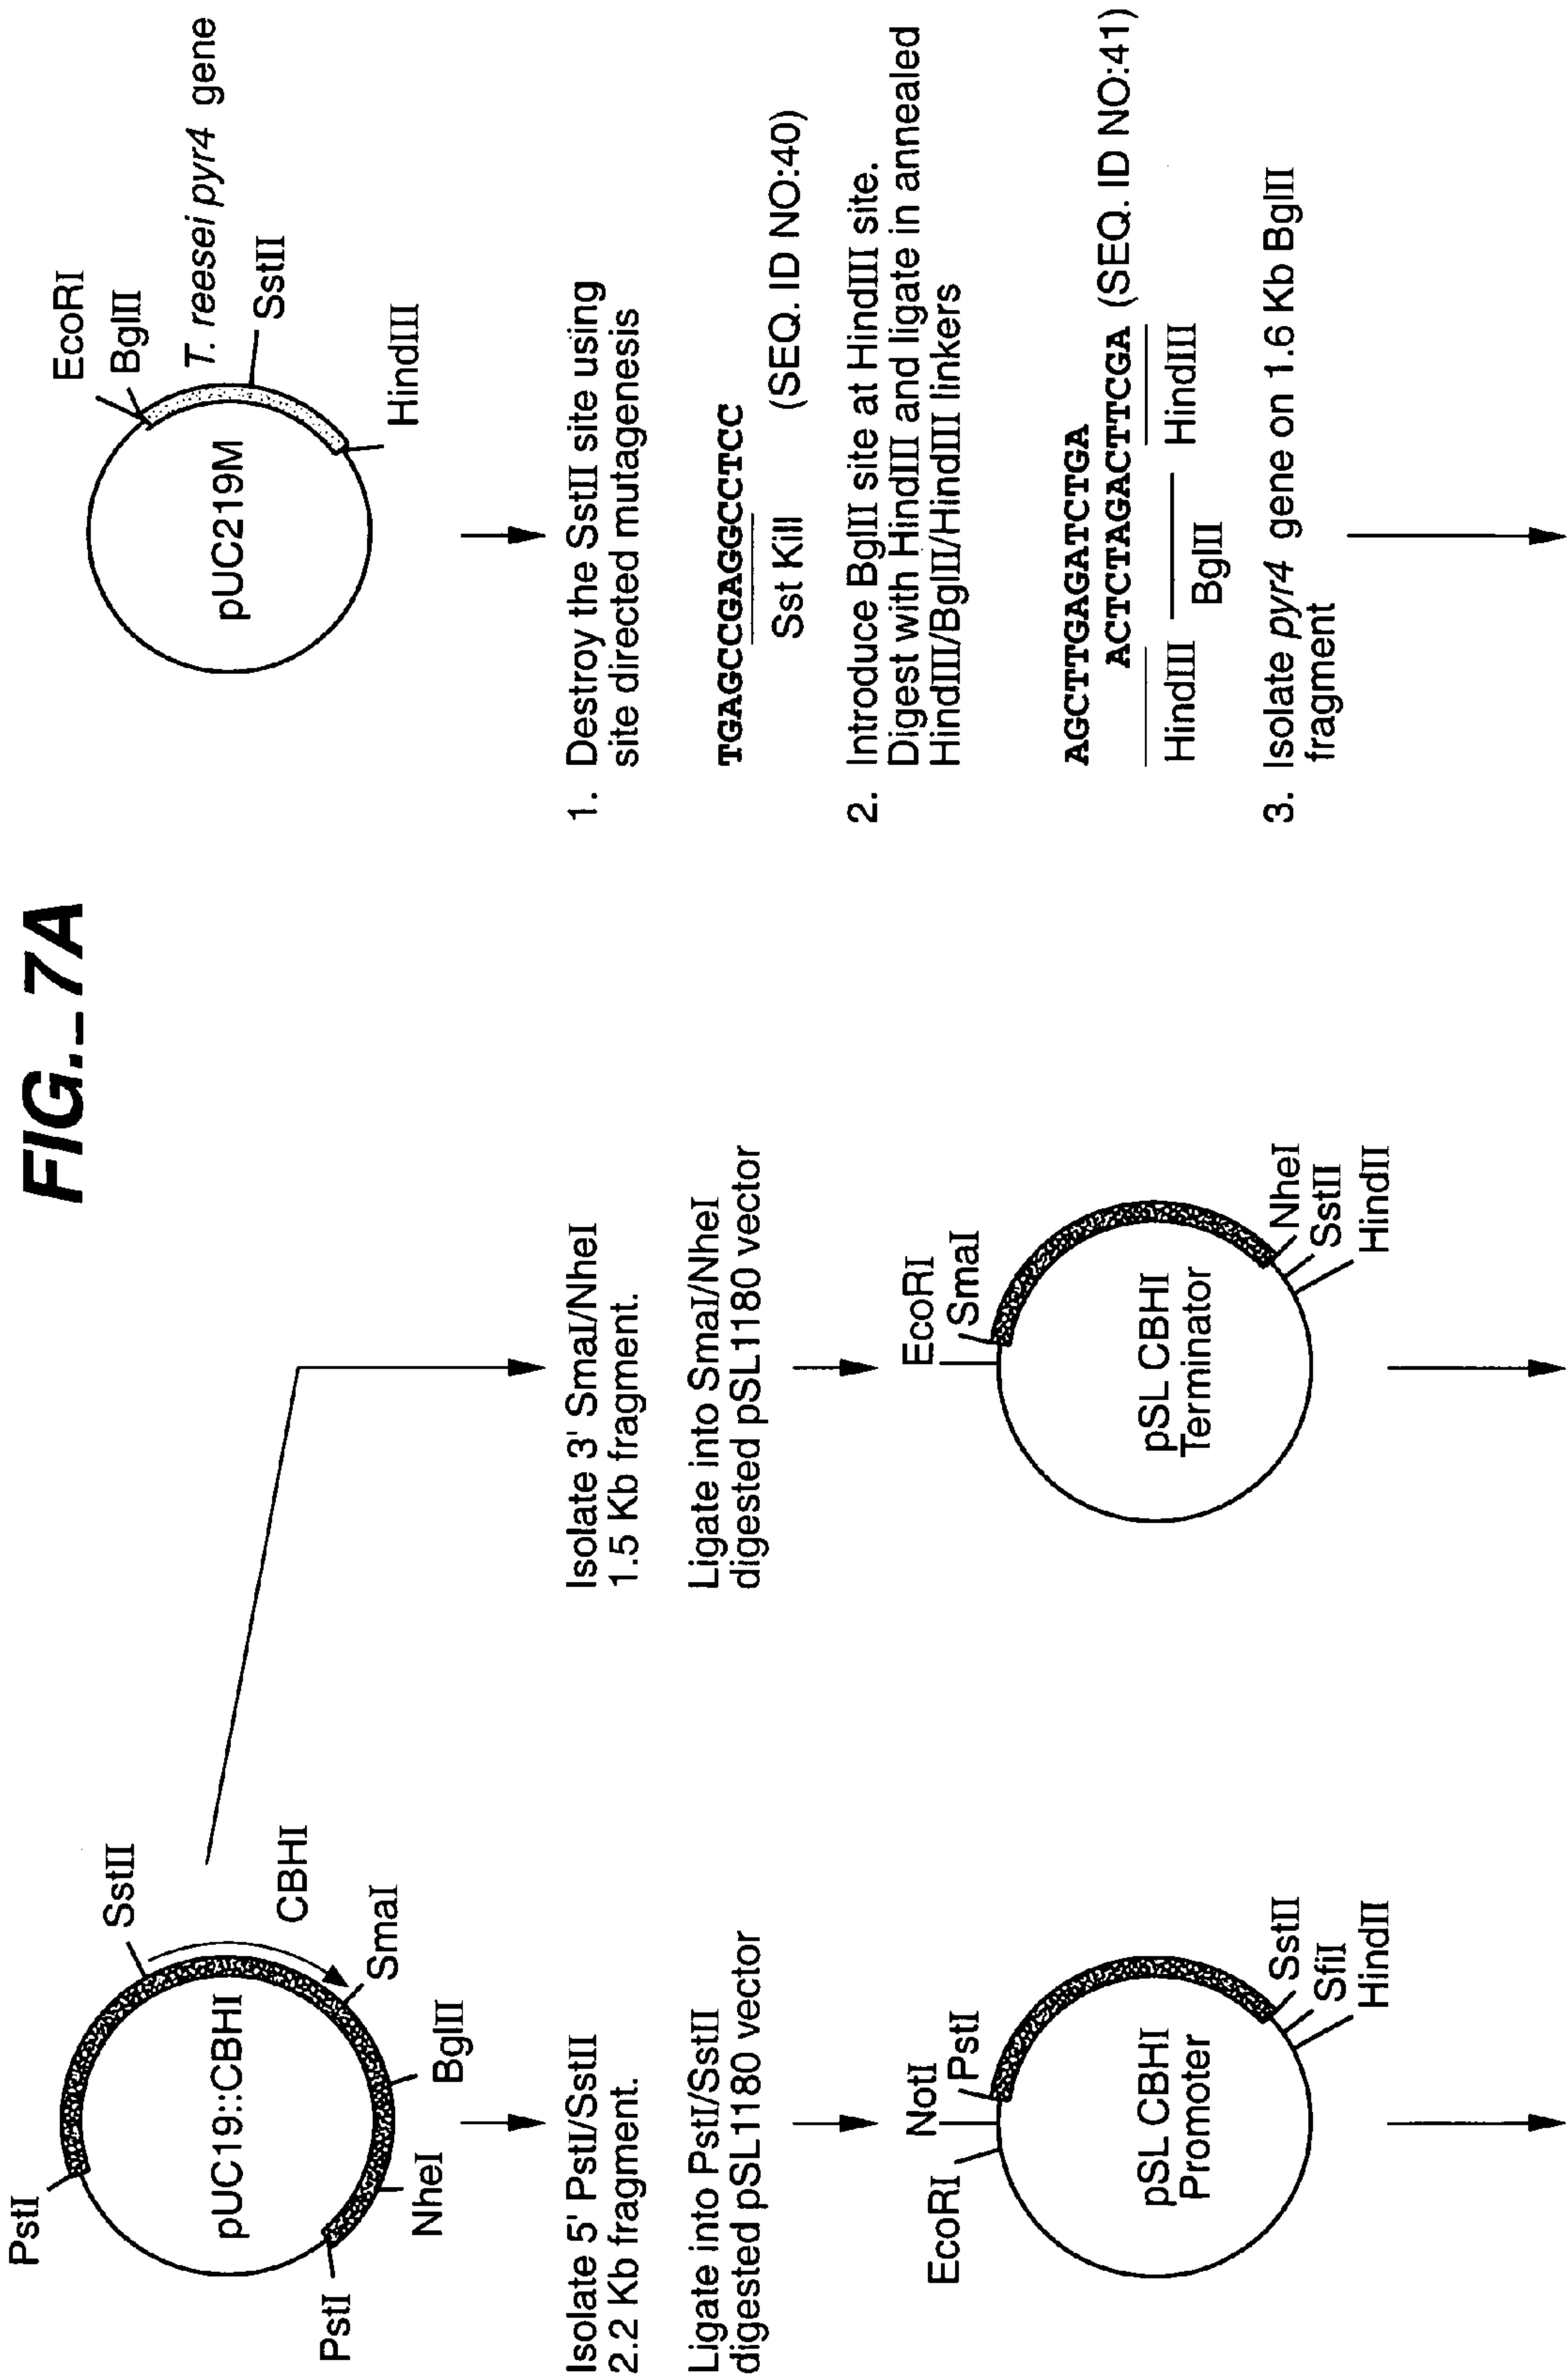 FIG._7A
PstI
SstII
CBHI
SmaI
BglII
NheI
PstI
pUC19::CBHI
Isolate 5' PstI/SstII
2.2 Kb fragment.
Ligate into PstI/SstII
digested pSL1180 vector
EcoRI
NotI
PstI
pSL CBHI
Promoter
SstII
SfiI
HindII
Isolate 3' SmaI/NheI
1.5 Kb fragment.
Ligate into SmaI/NheI
digested pSL1180 vector
EcoRI
SmaI
pSL CBHI
Terminator
NheI
SstII
HindII
EcoRI
BglII
T. reesei pyr4 gene
SstII
HindIII
pUC219M
1. Destroy the SstII site using
site directed mutagenesis
TGAGCCGAGGCCTCC
Sst Kill (SEQ. ID NO:40)
2. Introduce BglII site at HindIII site.
Digest with HindIII and ligate in annealed
HindIII/BglII/HindIII linkers
AGCTTGAGATCTGA
ACTCTAGACTTCGA (SEQ. ID NO:41)
HindIII HindIII
BglII
3. Isolate pyr4 gene on 1.6 Kb BglII
fragment